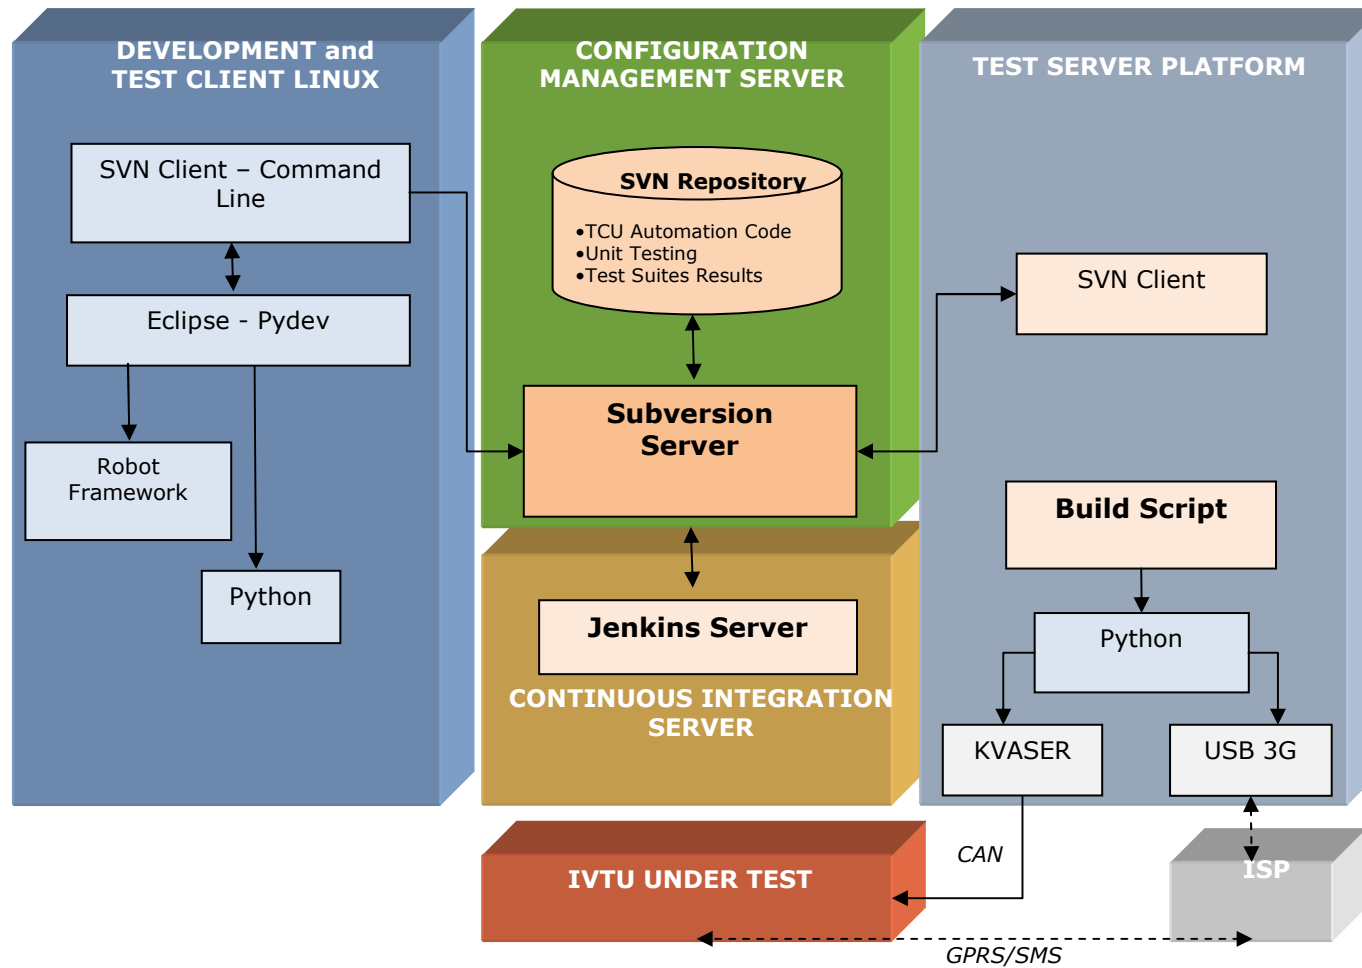 DEVELOPMENT and
TEST CLIENT LINUX
SVN Client – Command
Line
Eclipse - Pydev
Robot
Framework
Python
CONFIGURATION
MANAGEMENT SERVER
SVN Repository
•TCU Automation Code
•Unit Testing
•Test Suites Results
Subversion
Server
Jenkins Server
CONTINUOUS INTEGRATION
SERVER
TEST SERVER PLATFORM
SVN Client
Build Script
Python
KVASER
USB 3G
CAN
IVTU UNDER TEST
ISP
GPRS/SMS